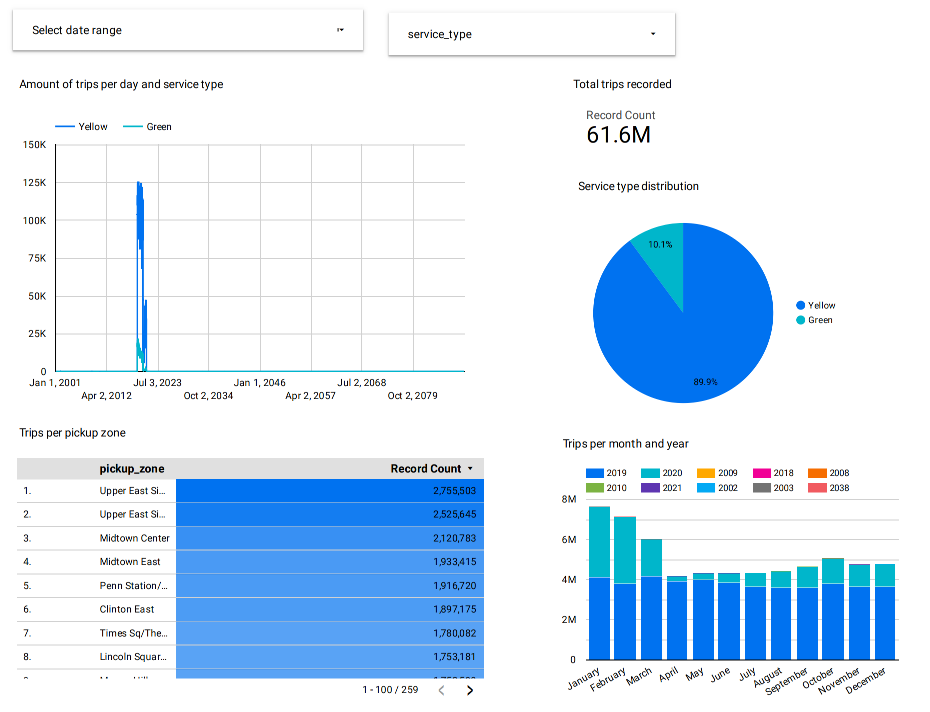 Select date range
service_type
Amount of trips per day and service type
Yellow Green
150K
125K
100K
75K
50K
25K
0
Jan 1, 2001 Jul 3, 2023 Jan 1, 2046 Jul 2, 2068
Apr 2, 2012 Oct 2, 2034 Apr 2, 2057 Oct 2, 2079
Total trips recorded
Record Count
61.6M
Service type distribution
10.1%
89.9%
Yellow
Green
Trips per pickup zone
pickup_zone Record Count
1. Upper East Si... 2,755,503
2. Upper East Si... 2,525,645
3. Midtown Center 2,120,783
4. Midtown East 1,933,415
5. Penn Station/... 1,916,720
6. Clinton East 1,897,175
7. Times Sq/The... 1,780,082
8. Lincoln Squar... 1,753,181
1 - 100 / 259
Trips per month and year
2019 2020 2009 2018 2008
2010 2021 2002 2003 2038
8M
6M
4M
2M
0
January February March April May June July August September October November December